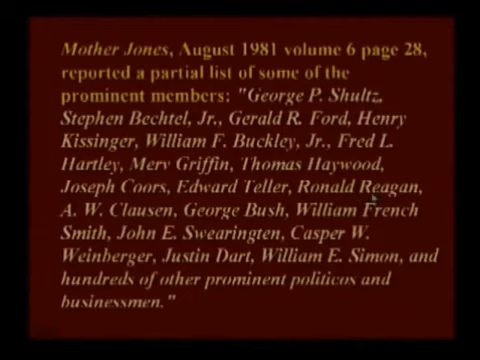 Mother Jones, August 1981 volume 6 page 28,
reported a partial list of some of the
prominent members: "George P. Shultz,
Stephen Bechtel, Jr., Gerald R. Ford, Henry
Kissinger, William F. Buckley, Jr., Fred L.
Hartley, Merv Griffin, Thomas Haywood,
Joseph Coors, Edward Teller, Ronald Reagan,
A. W. Clausen, George Bush, William French
Smith, John E. Swearingten, Casper W.
Weinberger, Justin Dart, William E. Simon, and
hundreds of other prominent politicos and
businessmen."